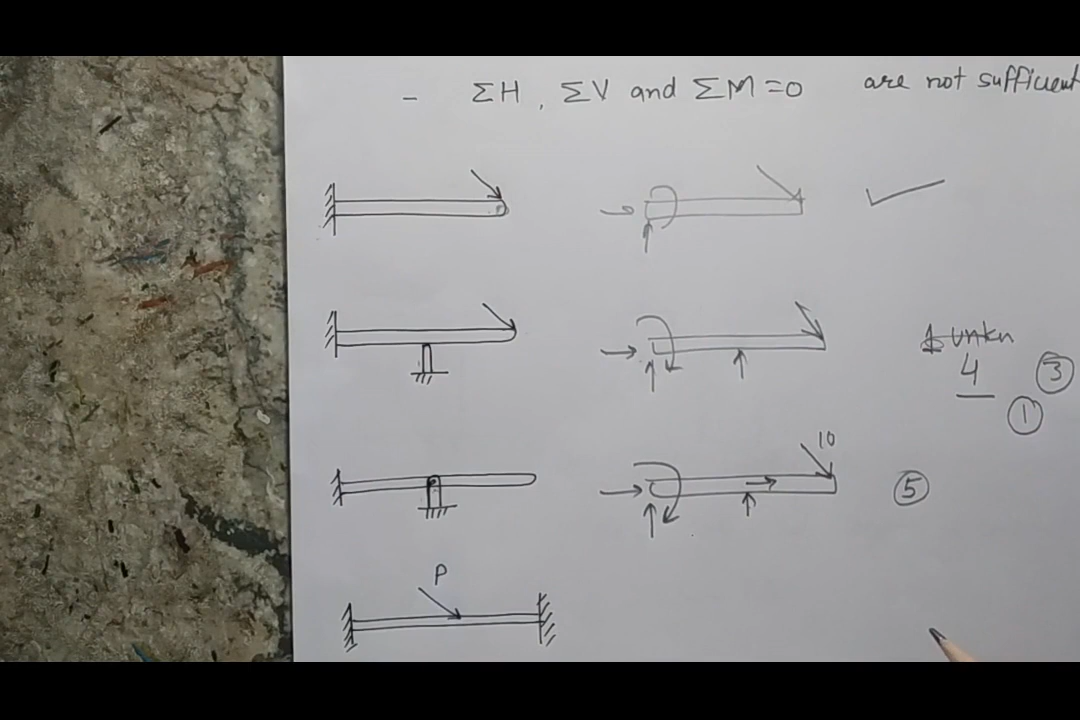 - ΣH, ΣV and ΣM=0 are not sufficient
unkn
4 ③
①
10
⑤
P